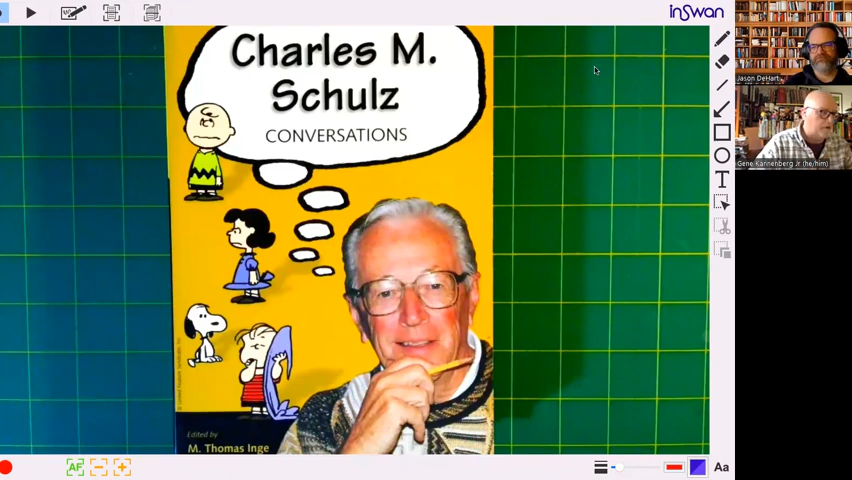 inSwan
Charles M.
Schulz
CONVERSATIONS
Edited by
M. Thomas Inge
Jason DeHart
Gene Kannenberg Jr (he/him)
T
AF
Aa